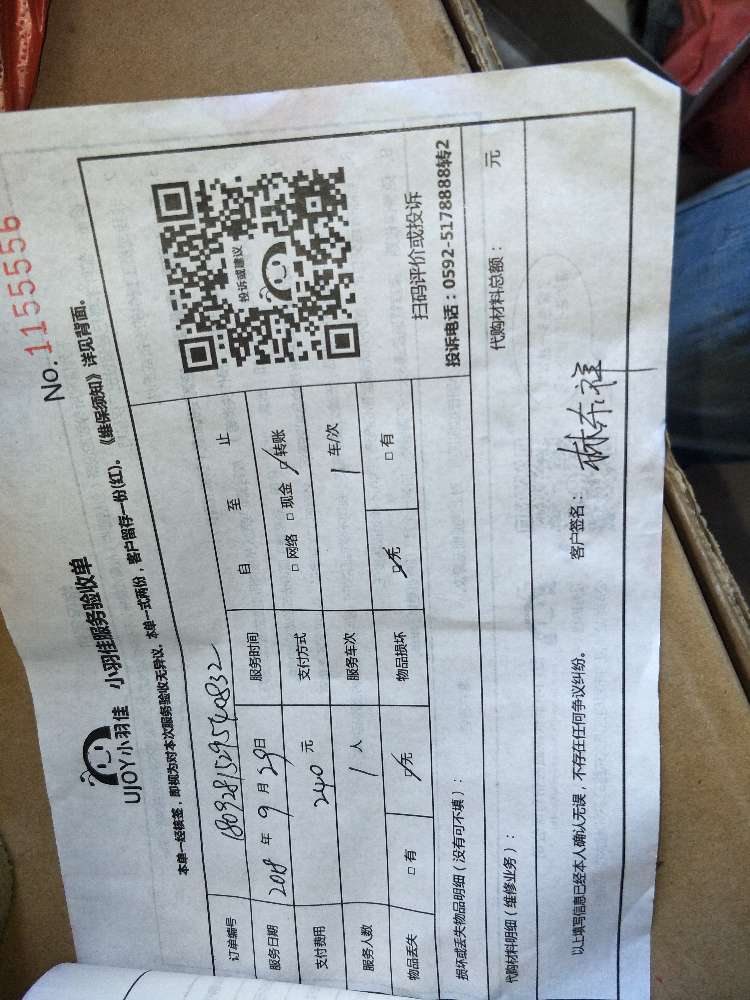 No. 1155556
UJOY小羽佳 小羽佳服务验收单
本单一经核签,即视为对本次服务验收无异议,本单一式两份,客户留存一份(红)。《维保须知》详见背面。
订单编号 1809281529540832
服务日期 2018 年 9 月 29 日 服务时间 自 至 止
支付费用 240 元 支付方式 □ 网络 □ 现金 ☑ 转账
服务人数 1 人 服务车次 1 车/次
物品丢失 □ 有 ☑ 无 物品损坏 ☑ 无 □ 有
投诉或建议
扫码评价或投诉
投诉电话:0592-5178888转2
损坏或丢失物品明细(没有可不填):
代购材料明细(维修业务): 代购材料总额: 元
以上填写信息已经本人确认无误,不存在任何争议纠纷。 客户签名: 林东祥